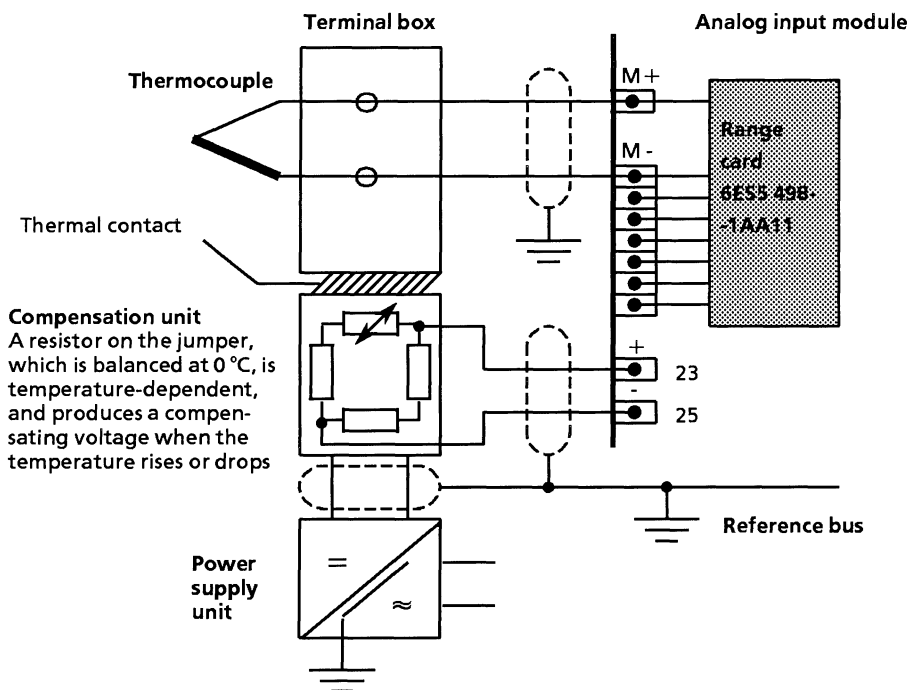 Terminal box
Analog input module
Thermocouple
M +
M -
Range
card
6ES5 498-
-1AA11
Thermal contact
Compensation unit
A resistor on the jumper,
which is balanced at 0 °C, is
temperature-dependent,
and produces a compen-
sating voltage when the
temperature rises or drops
+
23
-
25
Reference bus
Power
supply
unit
=
≈